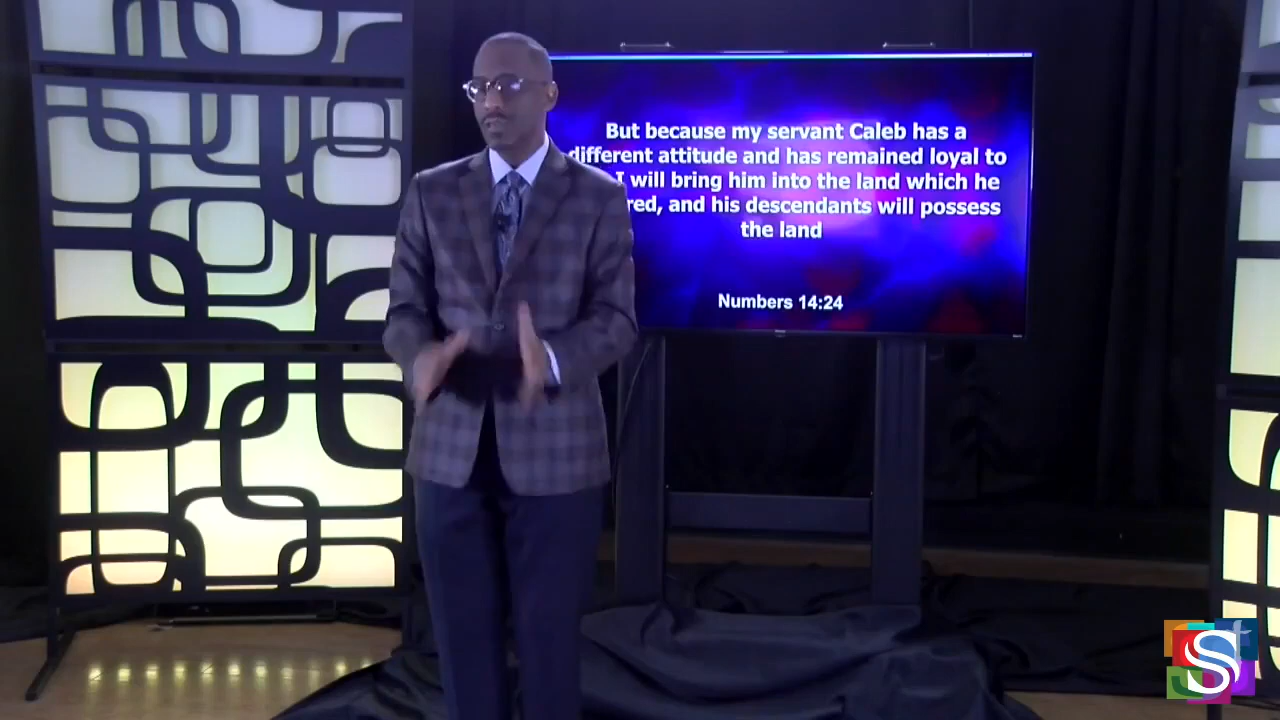 But because my servant Caleb has a
different attitude and has remained loyal to
I will bring him into the land which he
red, and his descendants will possess
the land
Numbers 14:24
S